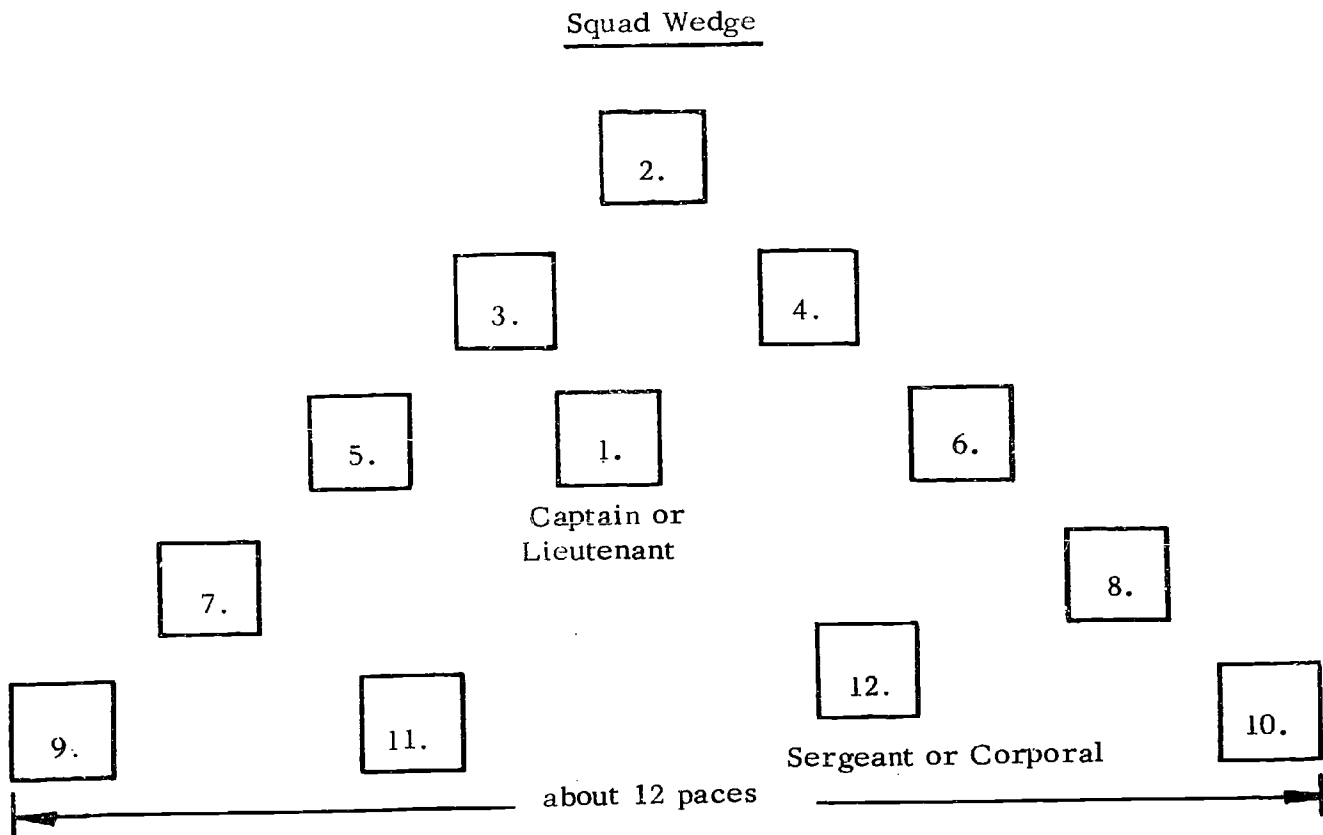 Squad Wedge
2.
3.
4.
5.
1.
6.
Captain or
Lieutenant
7.
8.
9.
11.
12.
10.
Sergeant or Corporal
about 12 paces